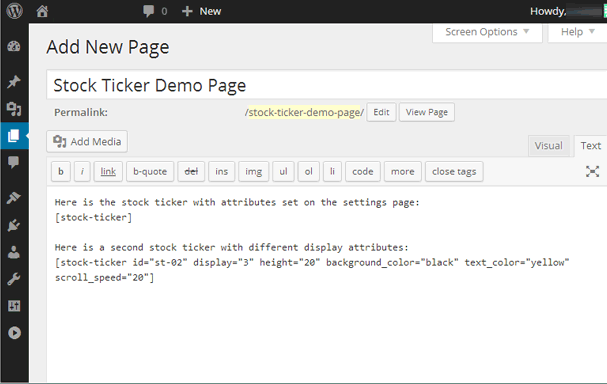 0 + New Howdy,
Screen Options Help
Add New Page
Stock Ticker Demo Page
Permalink: /stock-ticker-demo-page/ Edit View Page
Add Media
Visual Text
b i link b-quote del ins img ul ol li code more close tags
Here is the stock ticker with attributes set on the settings page:
[stock-ticker]
Here is a second stock ticker with different display attributes:
[stock-ticker id="st-02" display="3" height="20" background_color="black" text_color="yellow"
scroll_speed="20"]